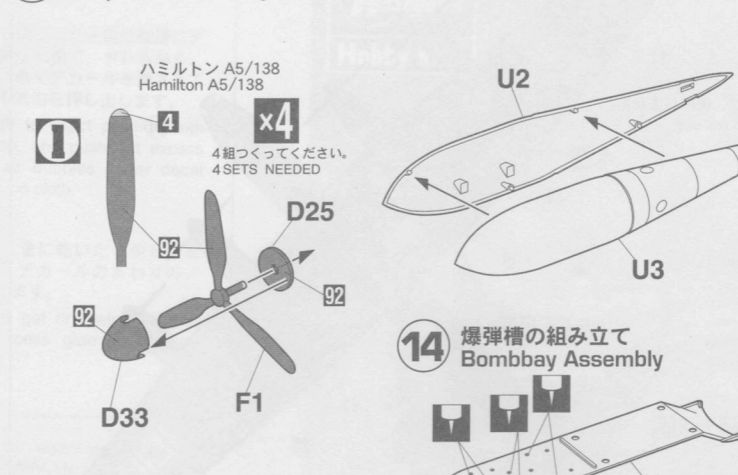 ハミルトン A5/138
Hamilton A5/138
1
4
×4
4組つくってください。
4 SETS NEEDED
92
D25
92
92
D33
F1
U2
U3
14 爆弾槽の組み立て
Bombbay Assembly